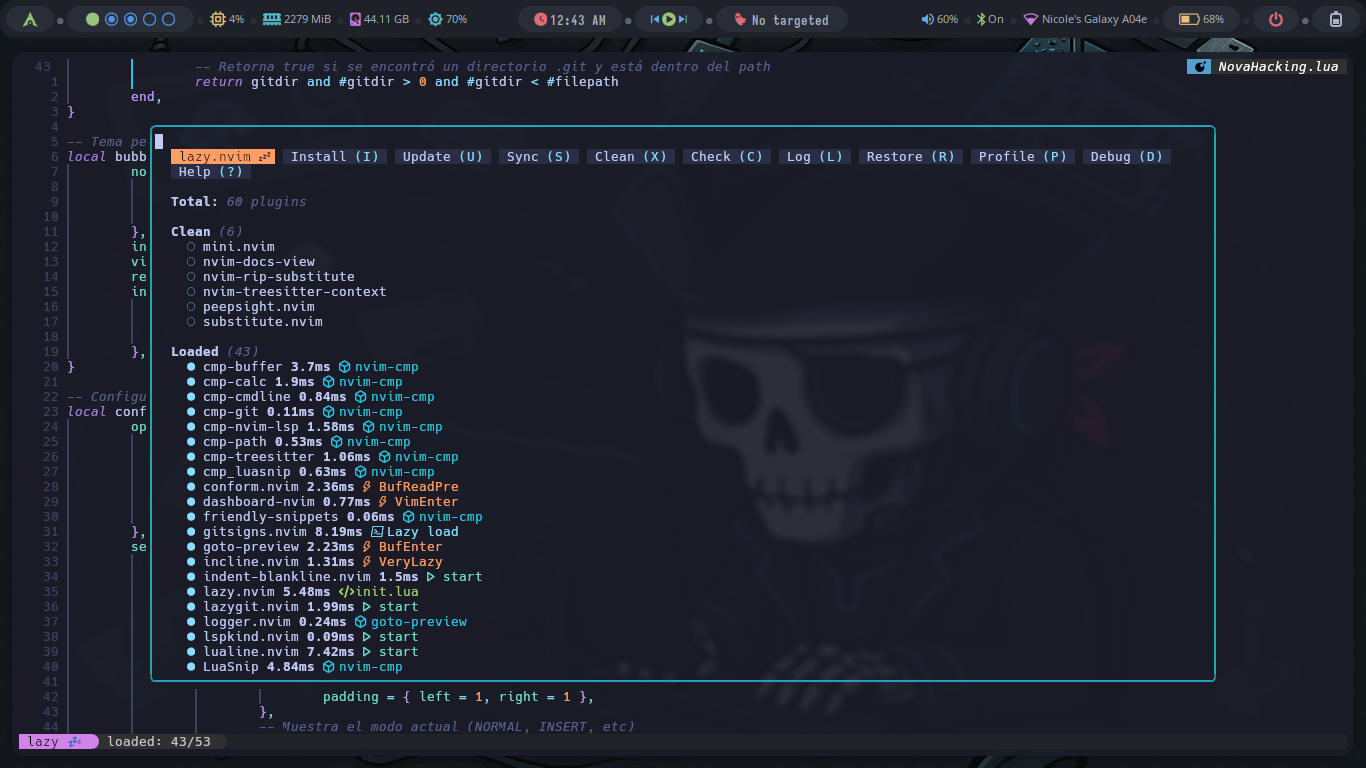 4% 2279 MiB 44.11 GB 70% 12:43 AM No targeted 60% On Nicole's Galaxy A04e 68%
43 -- Retorna true si se encontró un directorio .git y está dentro del path NovaHacking.lua
1 return gitdir and #gitdir > 0 and #gitdir < #filepath
2 end,
3 }
4
5 -- Tema pe
6 local bubb lazy.nvim zzz Install (I) Update (U) Sync (S) Clean (X) Check (C) Log (L) Restore (R) Profile (P) Debug (D)
7 no Help (?)
8
9 Total: 60 plugins
10
11 }, Clean (6)
12 in mini.nvim
13 vi nvim-docs-view
14 re nvim-rip-substitute
15 in nvim-treesitter-context
16 peepsight.nvim
17 substitute.nvim
18
19 }, Loaded (43)
20 } cmp-buffer 3.7ms nvim-cmp
21 cmp-calc 1.9ms nvim-cmp
22 -- Configu cmp-cmdline 0.84ms nvim-cmp
23 local conf cmp-git 0.11ms nvim-cmp
24 op cmp-nvim-lsp 1.58ms nvim-cmp
25 cmp-path 0.53ms nvim-cmp
26 cmp-treesitter 1.06ms nvim-cmp
27 cmp_luasnip 0.63ms nvim-cmp
28 conform.nvim 2.36ms BufReadPre
29 dashboard-nvim 0.77ms VimEnter
30 friendly-snippets 0.06ms nvim-cmp
31 }, gitsigns.nvim 8.19ms Lazy load
32 se goto-preview 2.23ms BufEnter
33 incline.nvim 1.31ms VeryLazy
34 indent-blankline.nvim 1.5ms start
35 lazy.nvim 5.48ms init.lua
36 lazygit.nvim 1.99ms start
37 logger.nvim 0.24ms goto-preview
38 lspkind.nvim 0.09ms start
39 lualine.nvim 7.42ms start
40 LuaSnip 4.84ms nvim-cmp
41
42 padding = { left = 1, right = 1 },
43 },
44 -- Muestra el modo actual (NORMAL, INSERT, etc)
lazy zzz loaded: 43/53